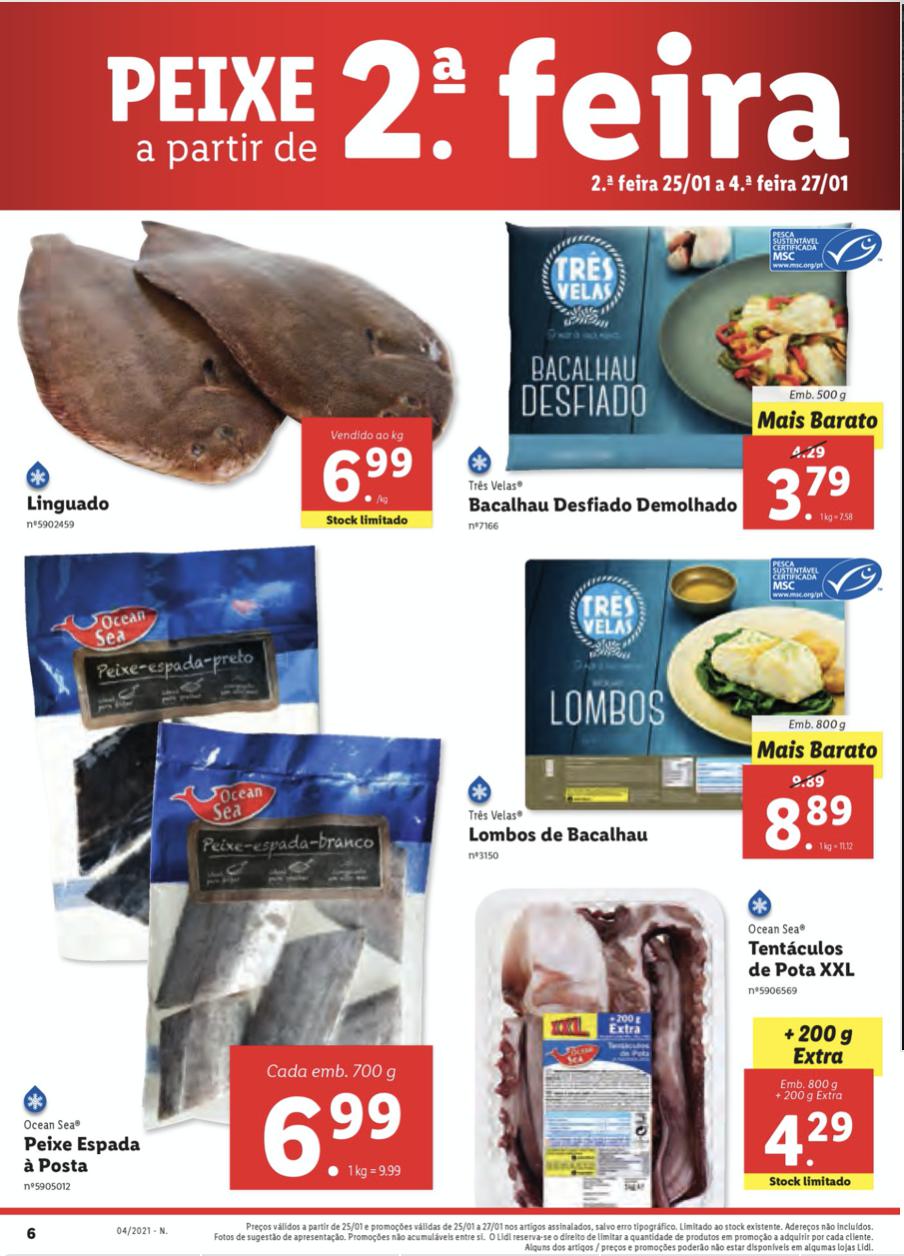 PEIXE
a partir de
2.ª feira
2.ª feira 25/01 a 4.ª feira 27/01
Vendido ao kg
6.99
/kg
Stock limitado
Linguado
nº5902459
PESCA
SUSTENTÁVEL
CERTIFICADA
MSC
www.msc.org/pt
TRÊS
VELAS
BACALHAU
DESFIADO
Emb. 500 g
Mais Barato
4.29
3.79
1 kg = 7.58
Três Velas®
Bacalhau Desfiado Demolhado
nº7166
Ocean
Sea
Peixe-espada-preto
Ocean
Sea
Peixe-espada-branco
Cada emb. 700 g
6.99
1 kg = 9.99
Ocean Sea®
Peixe Espada
à Posta
nº5905012
PESCA
SUSTENTÁVEL
CERTIFICADA
MSC
www.msc.org/pt
TRÊS
VELAS
BACALHAU
LOMBOS
Emb. 800 g
Mais Barato
9.89
8.89
1 kg = 11.12
Três Velas®
Lombos de Bacalhau
nº3150
XXL
+ 200 g
Extra
Ocean
Sea
Tentáculos
de Pota
Ocean Sea®
Tentáculos
de Pota XXL
nº5906569
+ 200 g
Extra
Emb. 800 g
+ 200 g Extra
4.29
Stock limitado
6
04/2021 - N.
Preços válidos a partir de 25/01 e promoções válidas de 25/01 a 27/01 nos artigos assinalados, salvo erro tipográfico. Limitado ao stock existente. Adereços não incluídos.
Fotos de sugestão de apresentação. Promoções não acumuláveis entre si. O Lidl reserva-se o direito de limitar a quantidade de produtos em promoção a adquirir por cada cliente.
Alguns dos artigos / preços e promoções poderão não estar disponíveis em algumas lojas Lidl.